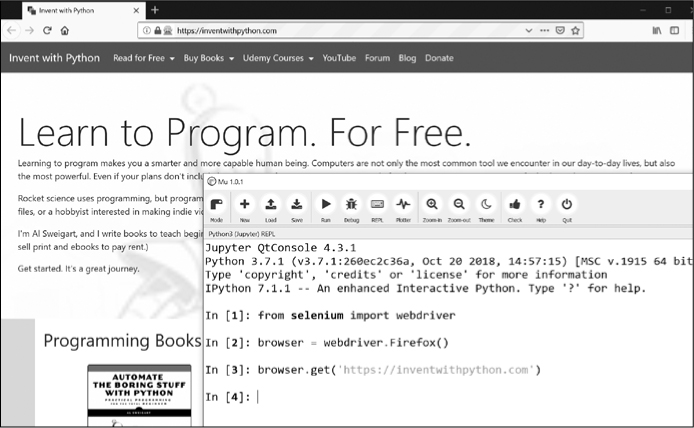 Invent with Python
https://inventwithpython.com
Invent with Python Read for Free Buy Books Udemy Courses YouTube Forum Blog Donate
Learn to Program. For Free.
Learning to program makes you a smarter and more capable human being. Computers are not only the most common tool we encounter in our day-to-day lives, but also
the most powerful. Even if your plans don't inclu
Rocket science uses programming, but program
files, or a hobbyist interested in making indie vic
I'm Al Sweigart, and I write books to teach begin
sell print and ebooks to pay rent.)
Get started. It's a great journey.
Programming Books
AUTOMATE
THE BORING STUFF
WITH PYTHON
PRACTICAL PROGRAMMING
FOR TOTAL BEGINNERS
Mu 1.0.1
Mode New Load Save Run Debug REPL Plotter Zoom-in Zoom-out Theme Check Help Quit
Python3 (Jupyter) REPL
Jupyter QtConsole 4.3.1
Python 3.7.1 (v3.7.1:260ec2c36a, Oct 20 2018, 14:57:15) [MSC v.1915 64 bit
Type 'copyright', 'credits' or 'license' for more information
IPython 7.1.1 -- An enhanced Interactive Python. Type '?' for help.
In [1]: from selenium import webdriver
In [2]: browser = webdriver.Firefox()
In [3]: browser.get('https://inventwithpython.com')
In [4]: